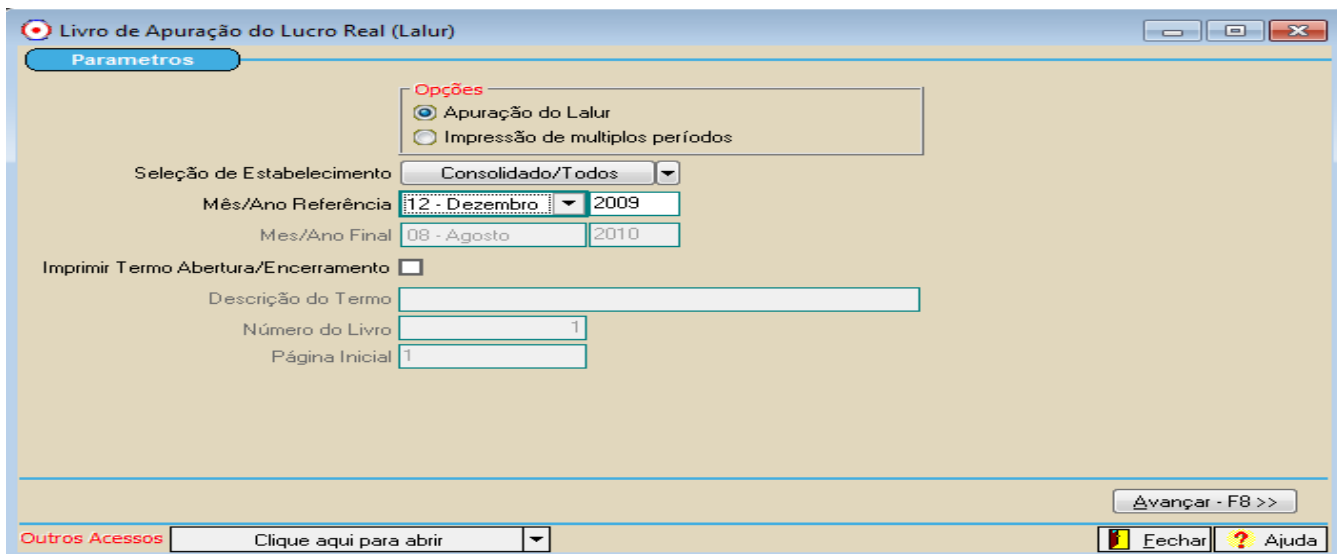 Livro de Apuração do Lucro Real (Lalur)
Parametros
Opções
Apuração do Lalur
Impressão de multiplos períodos
Seleção de Estabelecimento Consolidado/Todos
Mês/Ano Referência 12 - Dezembro 2009
Mes/Ano Final 08 - Agosto 2010
Imprimir Termo Abertura/Encerramento
Descrição do Termo
Número do Livro 1
Página Inicial 1
Avançar - F8 >>
Outros Acessos Clique aqui para abrir Fechar ? Ajuda